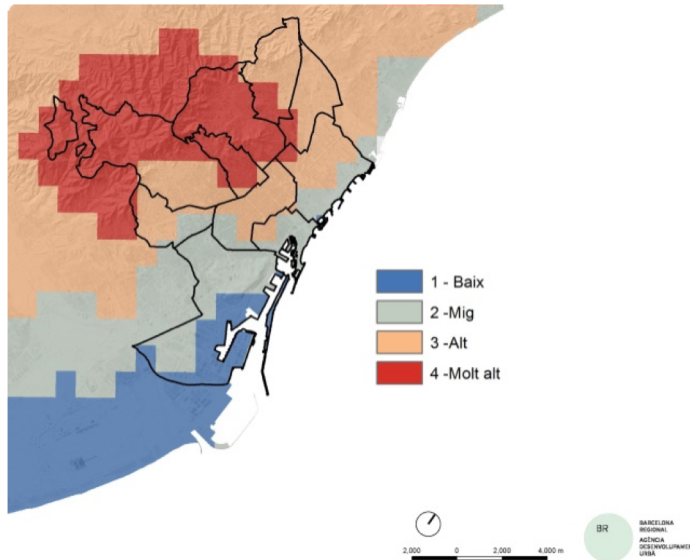 1 - Baix
2 -Mig
3 -Alt
4 -Molt alt
BR
BARCELONA
REGIONAL
AGÈNCIA
DESENVOLUPAME
URBÀ
2,000 0 2,000 4,000 m